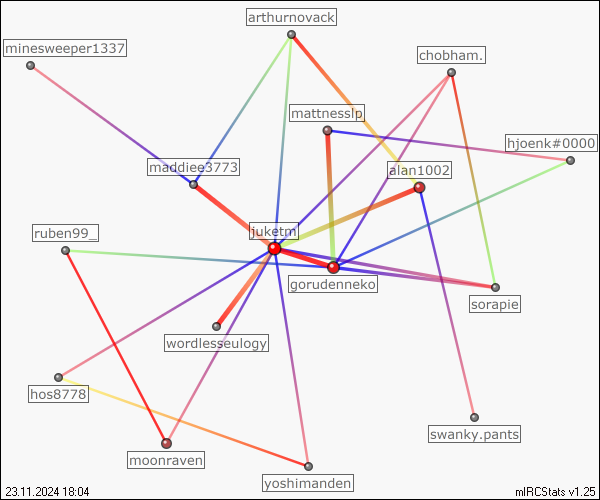 arthurnovack
minesweeper1337
chobham.
mattnesslp
hjoenk#0000
maddiee3773
alan1002
ruben99_
juketm
gorudenneko
sorapie
wordlesseulogy
hos8778
swanky.pants
moonraven
yoshimanden
23.11.2024 18:04
mIRCStats v1.25